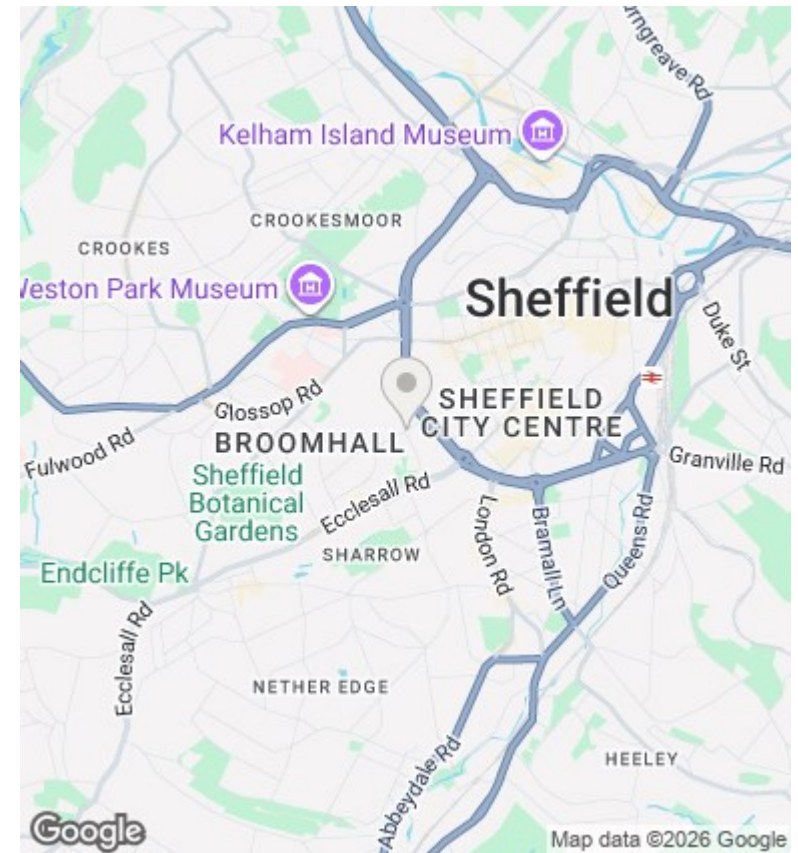 urngreave Rd
Kelham Island Museum
CROOKESMOOR
CROOKES
Weston Park Museum
Sheffield
Duke St
SHEFFIELD
CITY CENTRE
Glossop Rd
BROOMHALL
Fulwood Rd
Granville Rd
Sheffield
Botanical
Gardens
Ecclesall Rd
London Rd
Bramall Ln
Queens Rd
SHARROW
Endcliffe Pk
Ecclesall Rd
NETHER EDGE
Abbeydale Rd
HEELEY
Google
Map data ©2026 Google